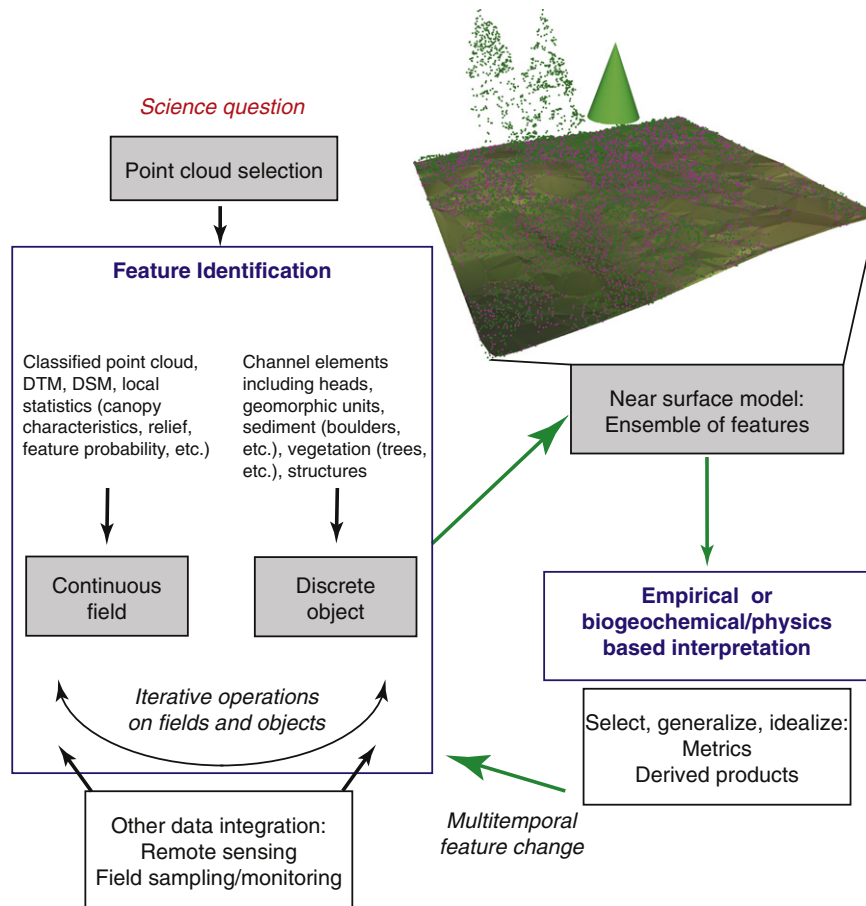 Science question
Point cloud selection
Feature Identification
Classified point cloud,
DTM, DSM, local
statistics (canopy
characteristics, relief,
feature probability, etc.)
Channel elements
including heads,
geomorphic units,
sediment (boulders,
etc.), vegetation (trees,
etc.), structures
Continuous
field
Discrete
object
Iterative operations
on fields and objects
Other data integration:
Remote sensing
Field sampling/monitoring
Near surface model:
Ensemble of features
Empirical or
biogeochemical/physics
based interpretation
Select, generalize, idealize:
Metrics
Derived products
Multitemporal
feature change